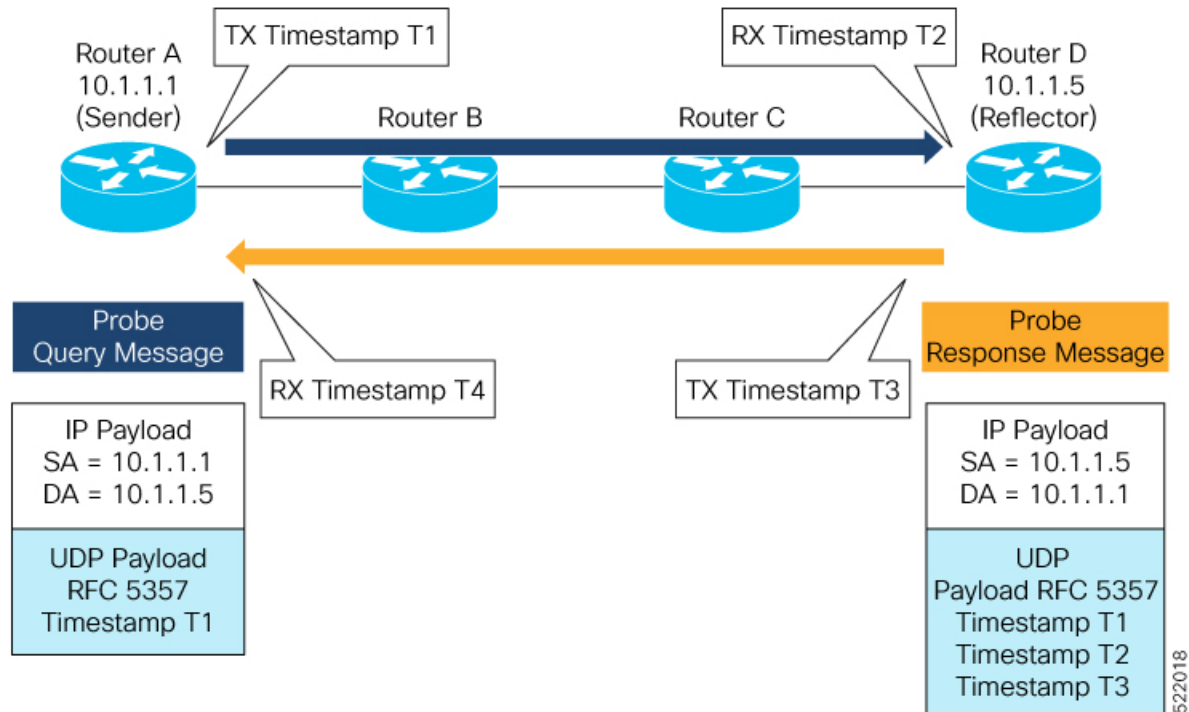 TX Timestamp T1
RX Timestamp T2
Router A
10.1.1.1
(Sender)
Router B
Router C
Router D
10.1.1.5
(Reflector)
Probe
Query Message
RX Timestamp T4
TX Timestamp T3
Probe
Response Message
IP Payload
SA = 10.1.1.1
DA = 10.1.1.5
UDP Payload
RFC 5357
Timestamp T1
IP Payload
SA = 10.1.1.5
DA = 10.1.1.1
UDP
Payload RFC 5357
Timestamp T1
Timestamp T2
Timestamp T3
522018